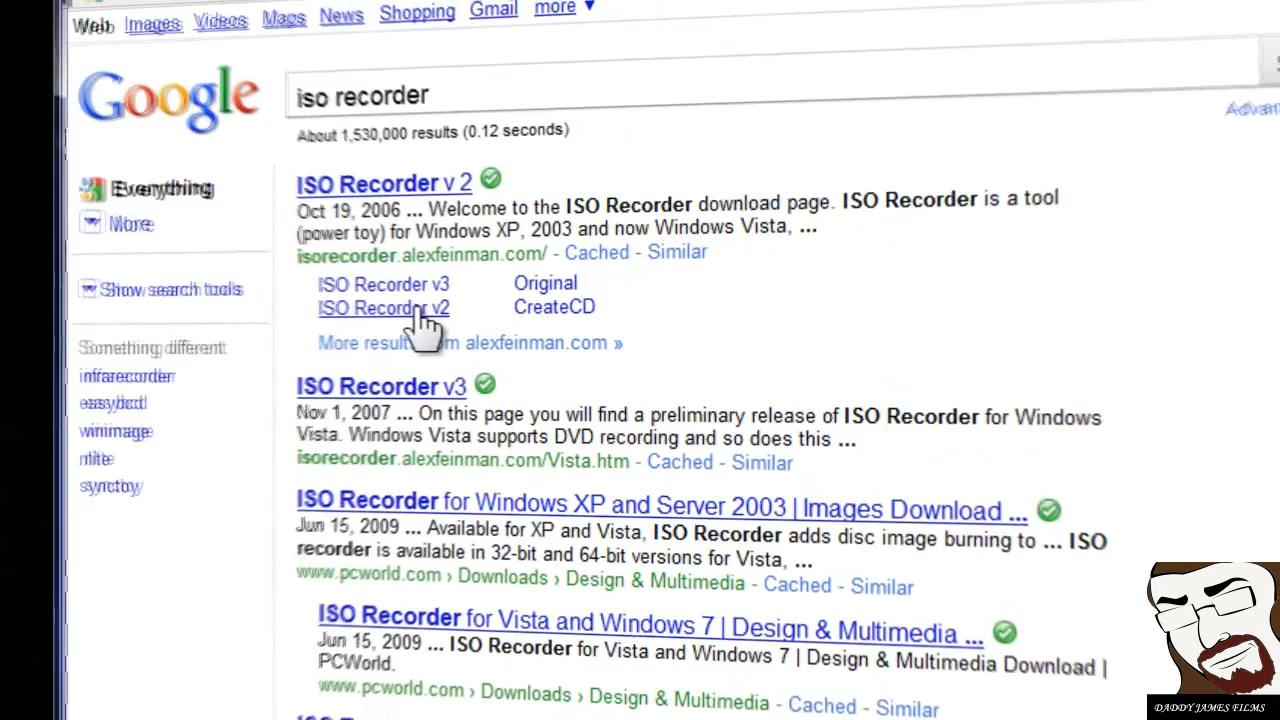 Web Images Videos Maps News Shopping Gmail more
Google
iso recorder
About 1,530,000 results (0.12 seconds)
Everything
More
Show search tools
Something different
infrarecorder
easybcd
winimage
nlite
synctoy
ISO Recorder v 2
Oct 19, 2006 ... Welcome to the ISO Recorder download page. ISO Recorder is a tool
(power toy) for Windows XP, 2003 and now Windows Vista, ...
isorecorder.alexfeinman.com/ - Cached - Similar
ISO Recorder v3 Original
ISO Recorder v2 CreateCD
More results from alexfeinman.com »
ISO Recorder v3
Nov 1, 2007 ... On this page you will find a preliminary release of ISO Recorder for Windows
Vista. Windows Vista supports DVD recording and so does this ...
isorecorder.alexfeinman.com/Vista.htm - Cached - Similar
ISO Recorder for Windows XP and Server 2003 | Images Download ...
Jun 15, 2009 ... Available for XP and Vista, ISO Recorder adds disc image burning to ... ISO
recorder is available in 32-bit and 64-bit versions for Vista, ...
www.pcworld.com › Downloads › Design & Multimedia - Cached - Similar
ISO Recorder for Vista and Windows 7 | Design & Multimedia ...
Jun 15, 2009 ... ISO Recorder for Vista and Windows 7 | Design & Multimedia Download |
PCWorld.
www.pcworld.com › Downloads › Design & Multimedia - Cached - Similar
DADDYJAMES FILMS